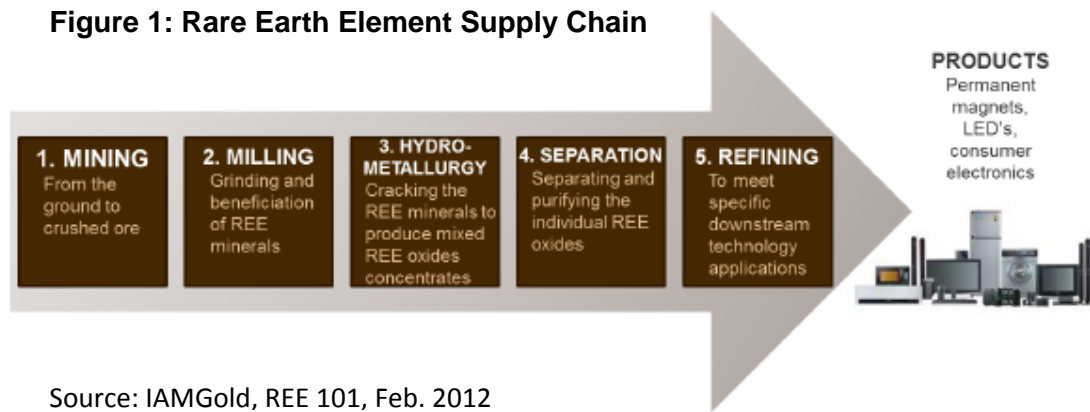 Figure 1: Rare Earth Element Supply Chain
1. MINING
From the
ground to
crushed ore
2. MILLING
Grinding and
beneficiation
of REE
minerals
3. HYDRO-
METALLURGY
Cracking the
REE minerals to
produce mixed
REE oxides
concentrates
4. SEPARATION
Separating and
purifying the
individual REE
oxides
5. REFINING
To meet
specific
downstream
technology
applications
PRODUCTS
Permanent
magnets,
LED's,
consumer
electronics
Source: IAMGold, REE 101, Feb. 2012